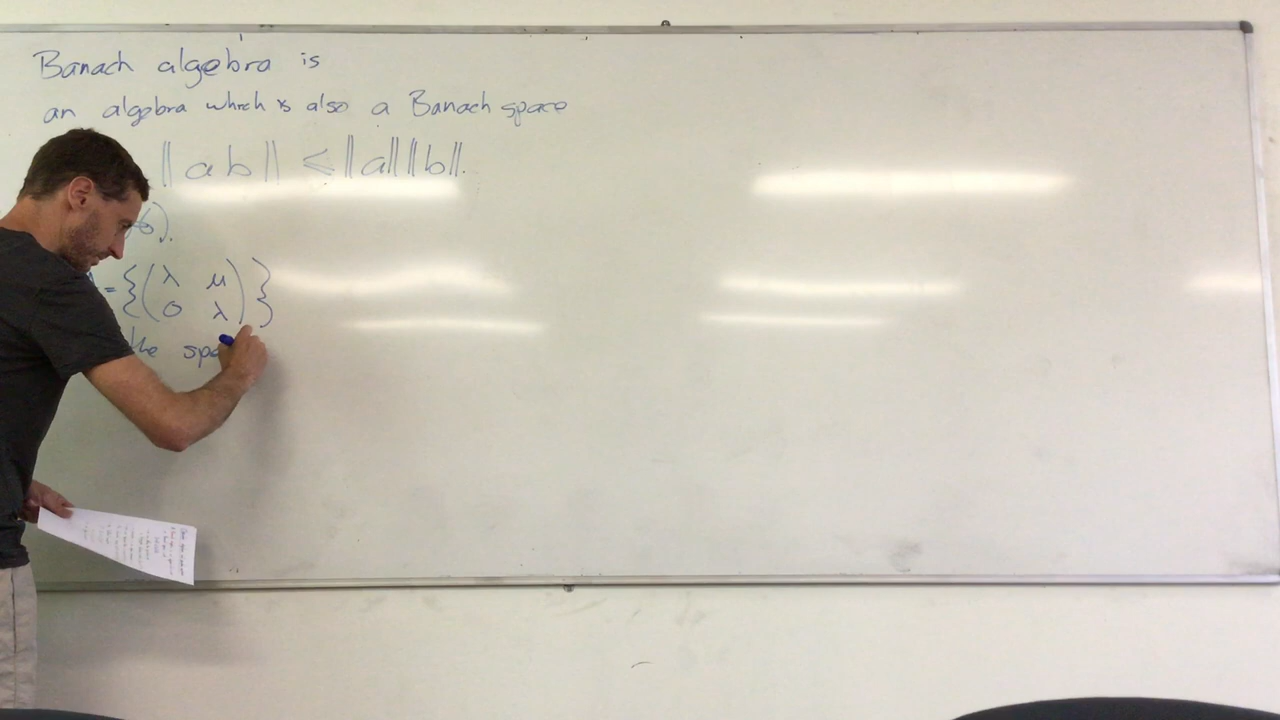 Banach algebra is
an algebra which is also a Banach space
‖ab‖ ≤ ‖a‖‖b‖.
).
= {( λ μ
0 λ )}
the spa